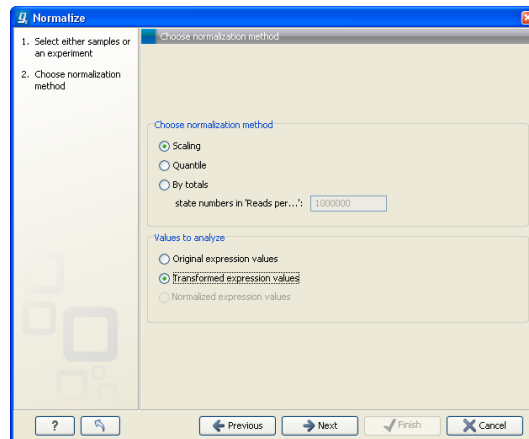 Normalize
1. Select either samples or
an experiment
2. Choose normalization
method
Choose normalization method
Choose normalization method
Scaling
Quantile
By totals
state numbers in 'Reads per...':
1000000
Values to analyze
Original expression values
Transformed expression values
Normalized expression values
?
Previous
Next
Finish
Cancel